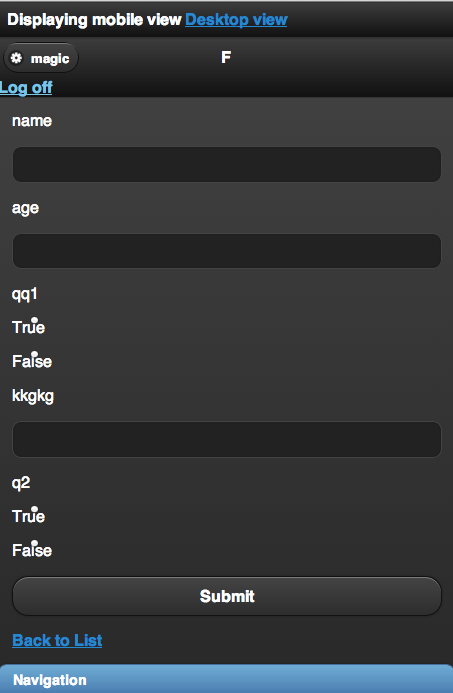 Displaying mobile view Desktop view
magic
F
Log off
name
age
qq1
True
False
kkgkg
q2
True
False
Submit
Back to List
Navigation